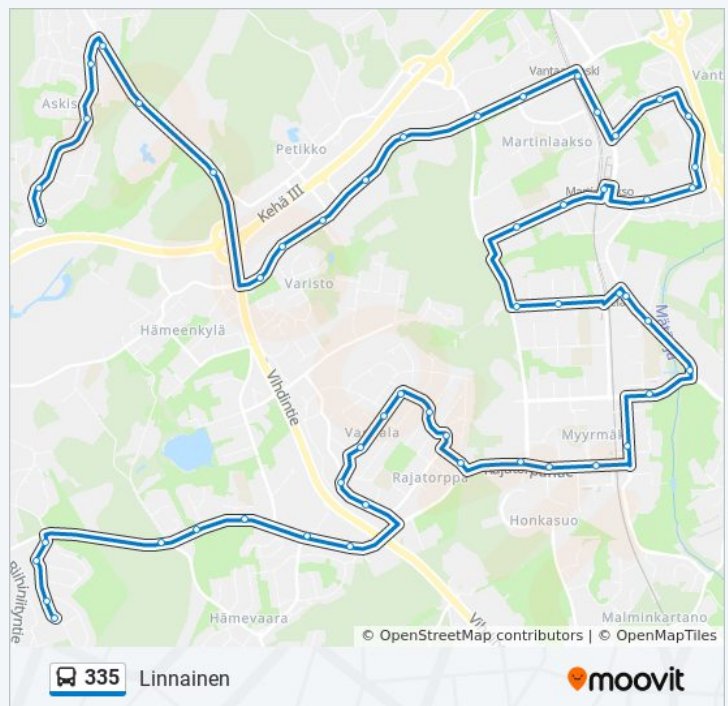 Vantaankoski
Askis
Martinlaakso
Petikko
Kehä III
Varisto
Hämeenkylä
Vihdintie
Myyrmäki
Rajatorppa
Honkasuo
Hämevaara
Malminkartano
© OpenStreetMap contributors | © OpenMapTiles
335 Linnainen
moovit